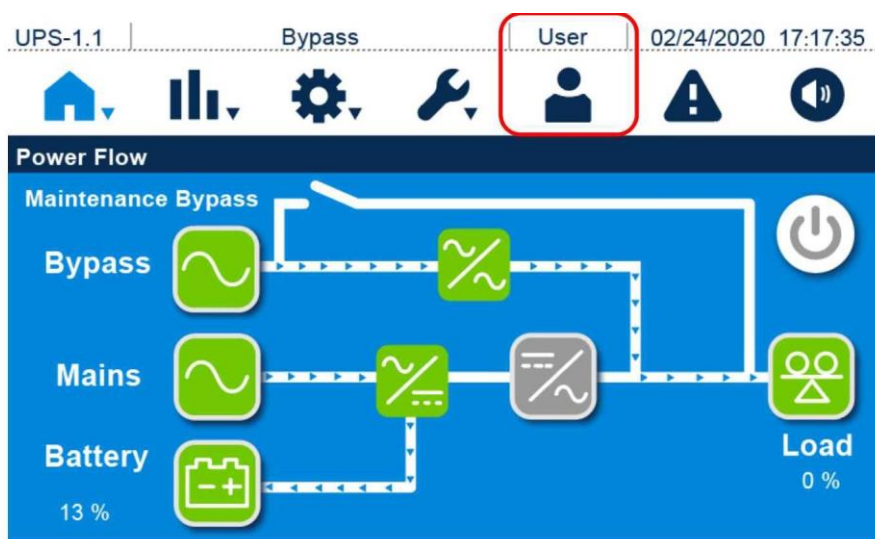 UPS-1.1 Bypass User 02/24/2020 17:17:35
Power Flow
Maintenance Bypass
Bypass
Mains
Battery
13 %
Load
0 %